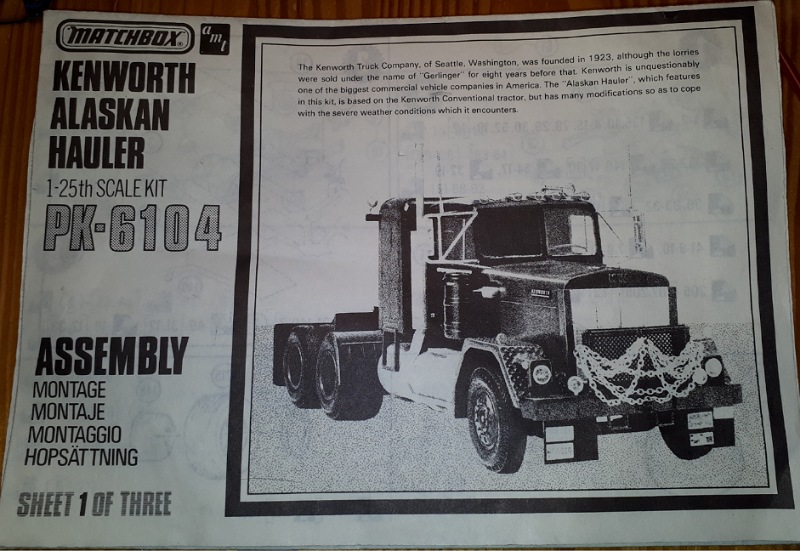 MATCHBOX®
amt
KENWORTH
ALASKAN
HAULER
1-25th SCALE KIT
PK-6104
The Kenworth Truck Company, of Seattle, Washington, was founded in 1923, although the lorries
were sold under the name of "Gerlinger" for eight years before that. Kenworth is unquestionably
one of the biggest commercial vehicle companies in America. The "Alaskan Hauler", which features
in this kit, is based on the Kenworth Conventional tractor, but has many modifications so as to cope
with the severe weather conditions which it encounters.
KENWORTH
ASSEMBLY
MONTAGE
MONTAJE
MONTAGGIO
HOPSÄTTNING
SHEET 1 OF THREE